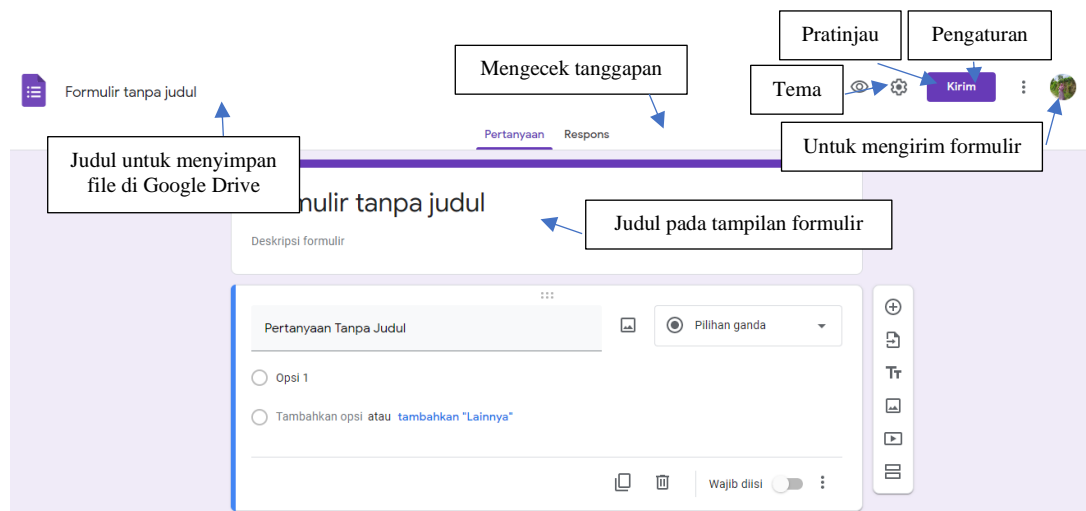 Pratinjau
Pengaturan
Mengecek tanggapan
Tema
Kirim
Formulir tanpa judul
Pertanyaan
Respons
Untuk mengirim formulir
Judul untuk menyimpan
file di Google Drive
mulir tanpa judul
Judul pada tampilan formulir
Deskripsi formulir
Pertanyaan Tanpa Judul
Pilihan ganda
Opsi 1
Tambahkan opsi atau tambahkan "Lainnya"
Wajib diisi